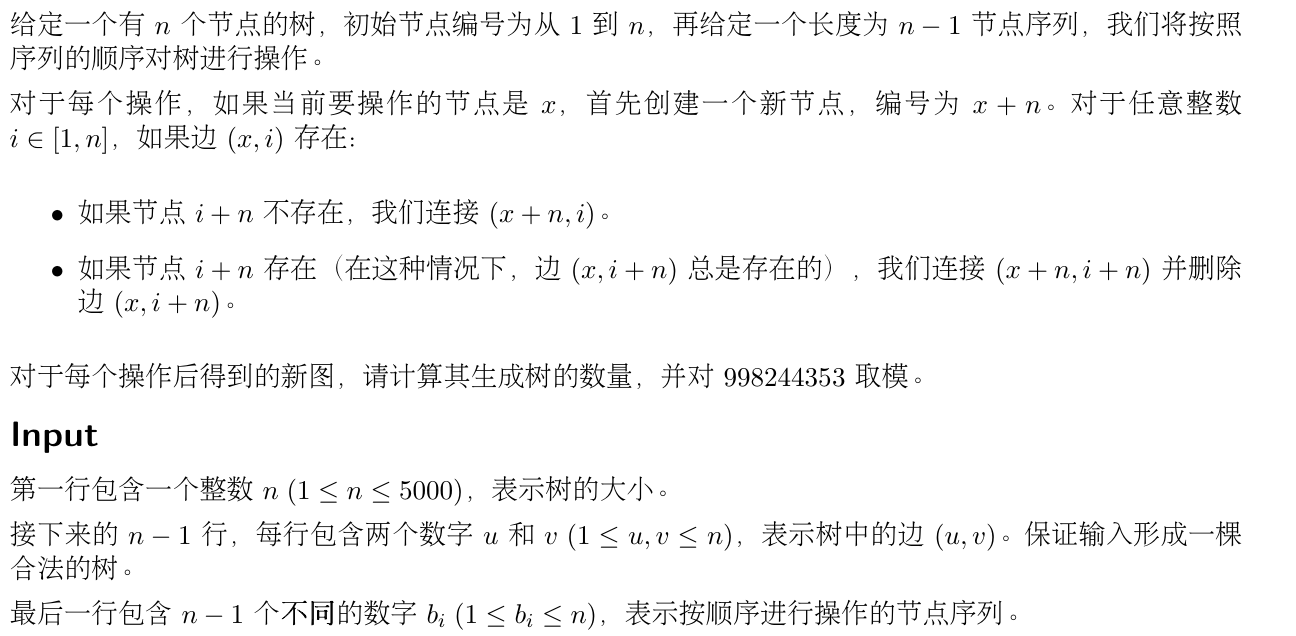 给定一个有 n 个节点的树，初始节点编号为从 1 到 n，再给定一个长度为 n − 1 节点序列，我们将按照
序列的顺序对树进行操作。
对于每个操作，如果当前要操作的节点是 x，首先创建一个新节点，编号为 x + n。对于任意整数
i ∈ [1, n]，如果边 (x, i) 存在:
• 如果节点 i + n 不存在，我们连接 (x + n, i)。
• 如果节点 i + n 存在（在这种情况下，边 (x, i + n) 总是存在的），我们连接 (x + n, i + n) 并删除
边 (x, i + n)。
对于每个操作后得到的新图，请计算其生成树的数量，并对 998244353 取模。
Input
第一行包含一个整数 n (1 ≤ n ≤ 5000)，表示树的大小。
接下来的 n − 1 行，每行包含两个数字 u 和 v (1 ≤ u, v ≤ n)，表示树中的边 (u, v)。保证输入形成一棵
合法的树。
最后一行包含 n − 1 个不同的数字 bᵢ (1 ≤ bᵢ ≤ n)，表示按顺序进行操作的节点序列。